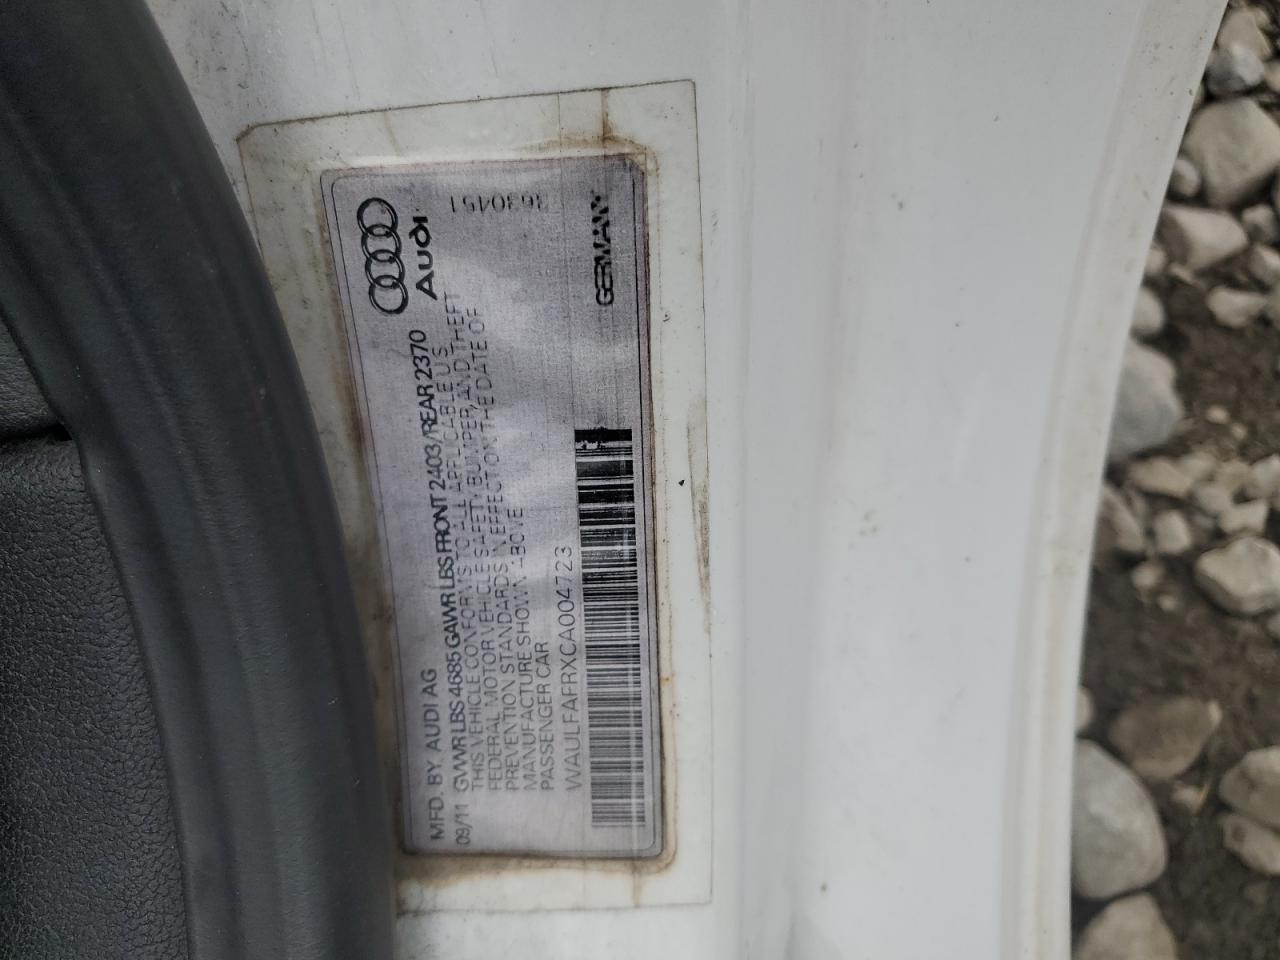 MFD. BY AUDI AG
09/11 GVWR LBS 4685 GAWR LBS FRONT 2403/REAR 2370
THIS VEHICLE CONFORMS TO ALL APPLICABLE U.S.
FEDERAL MOTOR VEHICLE SAFETY, BUMPER, AND THEFT
PREVENTION STANDARDS IN EFFECT ON THE DATE OF
MANUFACTURE SHOWN ABOVE
PASSENGER CAR
WAULFAFRXCA004723
Audi
3630451
GERMANY